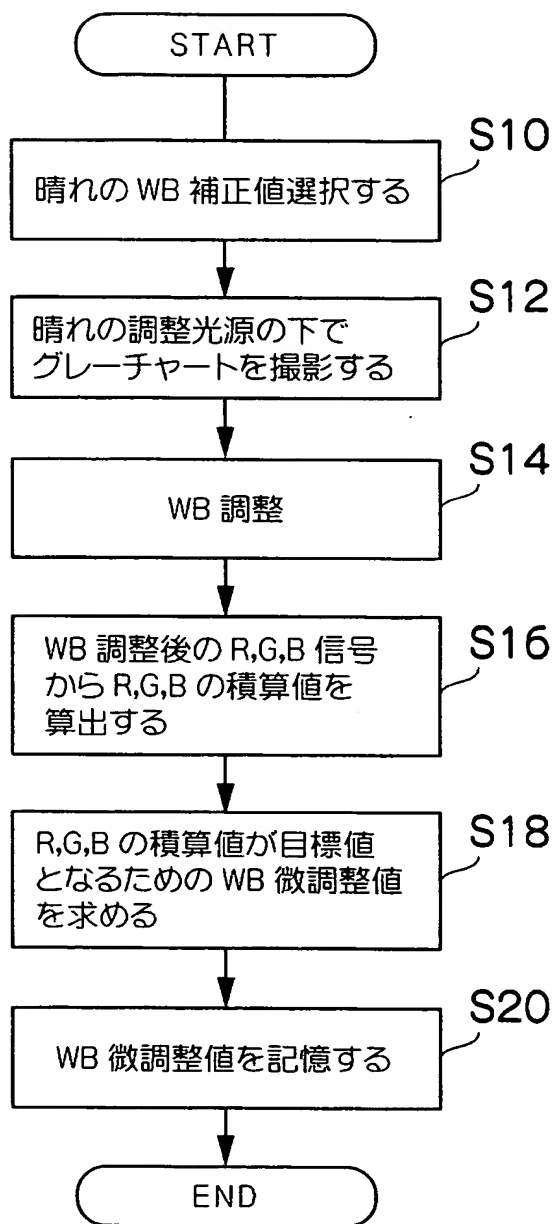 START
S10
晴れの WB 補正値選択する
S12
晴れの調整光源の下で
グレーチャートを撮影する
S14
WB 調整
S16
WB 調整後の R,G,B 信号
から R,G,B の積算値を
算出する
S18
R,G,B の積算値が目標値
となるための WB 微調整値
を求める
S20
WB 微調整値を記憶する
END